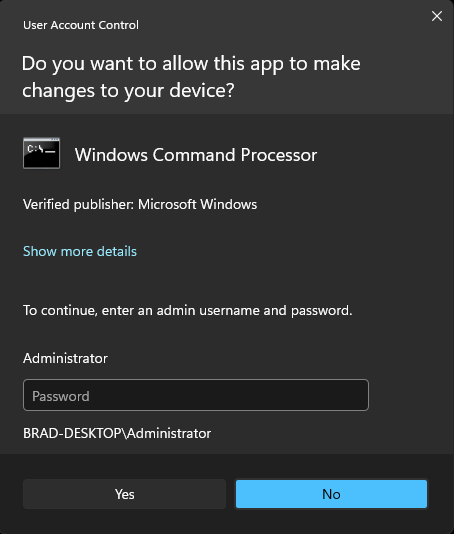 User Account Control
Do you want to allow this app to make
changes to your device?
C:\_
Windows Command Processor
Verified publisher: Microsoft Windows
Show more details
To continue, enter an admin username and password.
Administrator
Password
BRAD-DESKTOP\Administrator
Yes
No